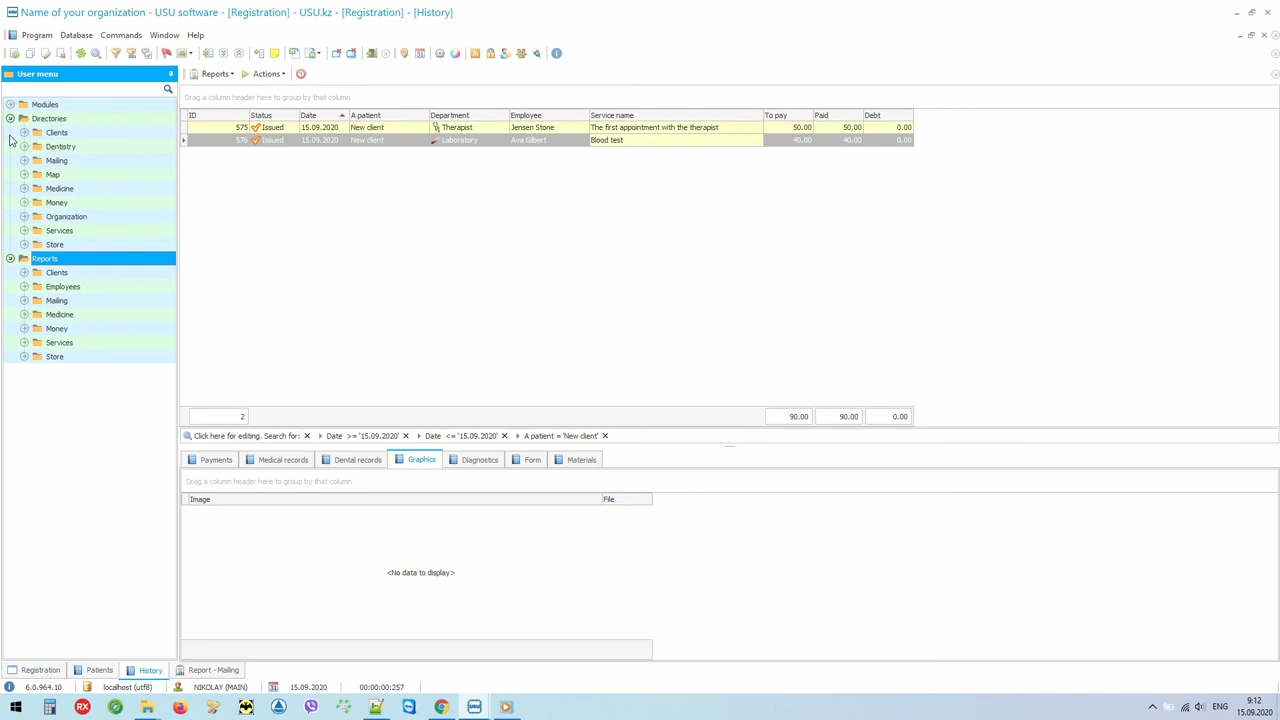 Name of your organization - USU software - [Registration] - USU.kz - [Registration] - [History]
Program Database Commands Window Help
User menu
Reports Actions
Drag a column header here to group by that column
Modules
Directories
Clients
Dentistry
Mailing
Map
Medicine
Money
Organization
Services
Store
Reports
Clients
Employees
Mailing
Medicine
Money
Services
Store
ID Status Date A patient Department Employee Service name To pay Paid Debt
575 Issued 15.09.2020 New client Therapist Jensen Stone The first appointment with the therapist 50.00 50.00 0.00
576 Issued 15.09.2020 New client Laboratory Ava Gilbert Blood test 40.00 40.00 0.00
2 90.00 90.00 0.00
Click here for editing. Search for: Date >= '15.09.2020' Date <= '15.09.2020' A patient = 'New client'
Payments Medical records Dental records Graphics Diagnostics Form Materials
Drag a column header here to group by that column
Image File
<No data to display>
Registration Patients History Report - Mailing
6.0.964.10 localhost (utf8) NIKOLAY (MAIN) 15.09.2020 00:00:00:257
RX ENG 9:12
15.09.2020